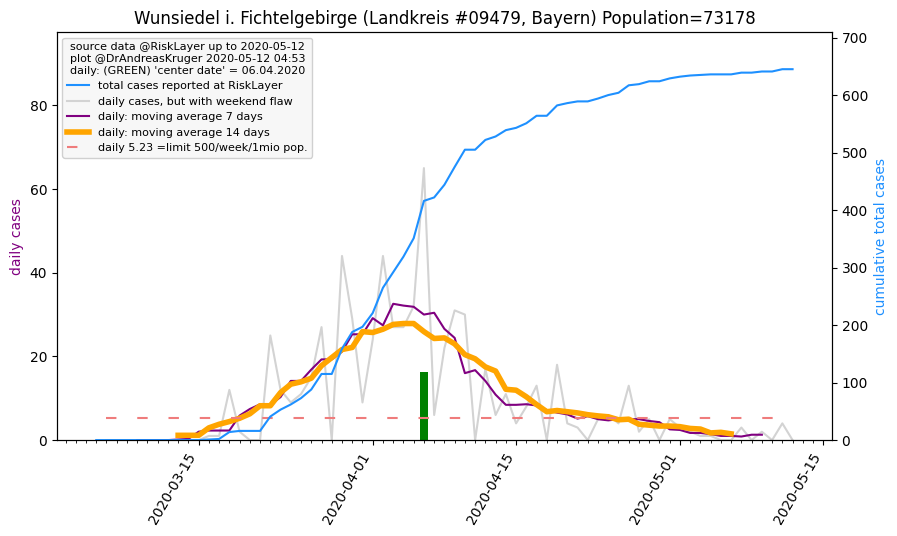 Wunsiedel i. Fichtelgebirge (Landkreis #09479, Bayern) Population=73178
source data @RiskLayer up to 2020-05-12
plot @DrAndreasKruger 2020-05-12 04:53
daily: (GREEN) 'center date' = 06.04.2020
total cases reported at RiskLayer
daily cases, but with weekend flaw
daily: moving average 7 days
daily: moving average 14 days
daily 5.23 =limit 500/week/1mio pop.
daily cases
80
60
40
20
0
cumulative total cases
700
600
500
400
300
200
100
0
2020-03-15
2020-04-01
2020-04-15
2020-05-01
2020-05-15